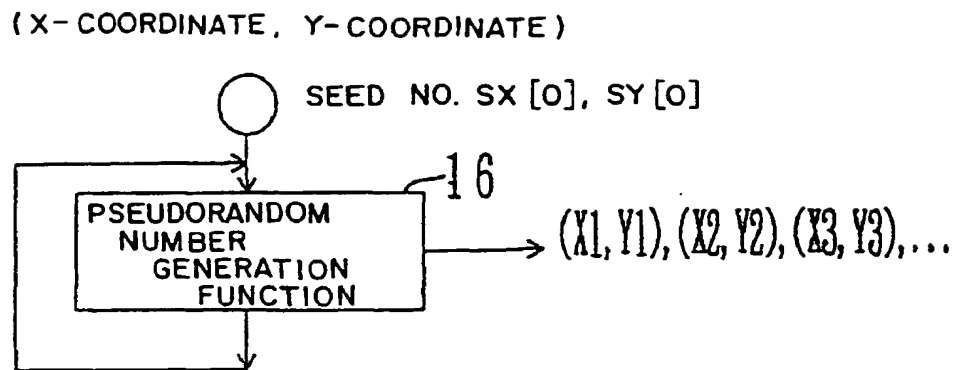 (X-COORDINATE, Y-COORDINATE)
SEED NO. SX[0], SY[0]
16
PSEUDORANDOM
NUMBER
GENERATION
FUNCTION
(X1, Y1), (X2, Y2), (X3, Y3), ...